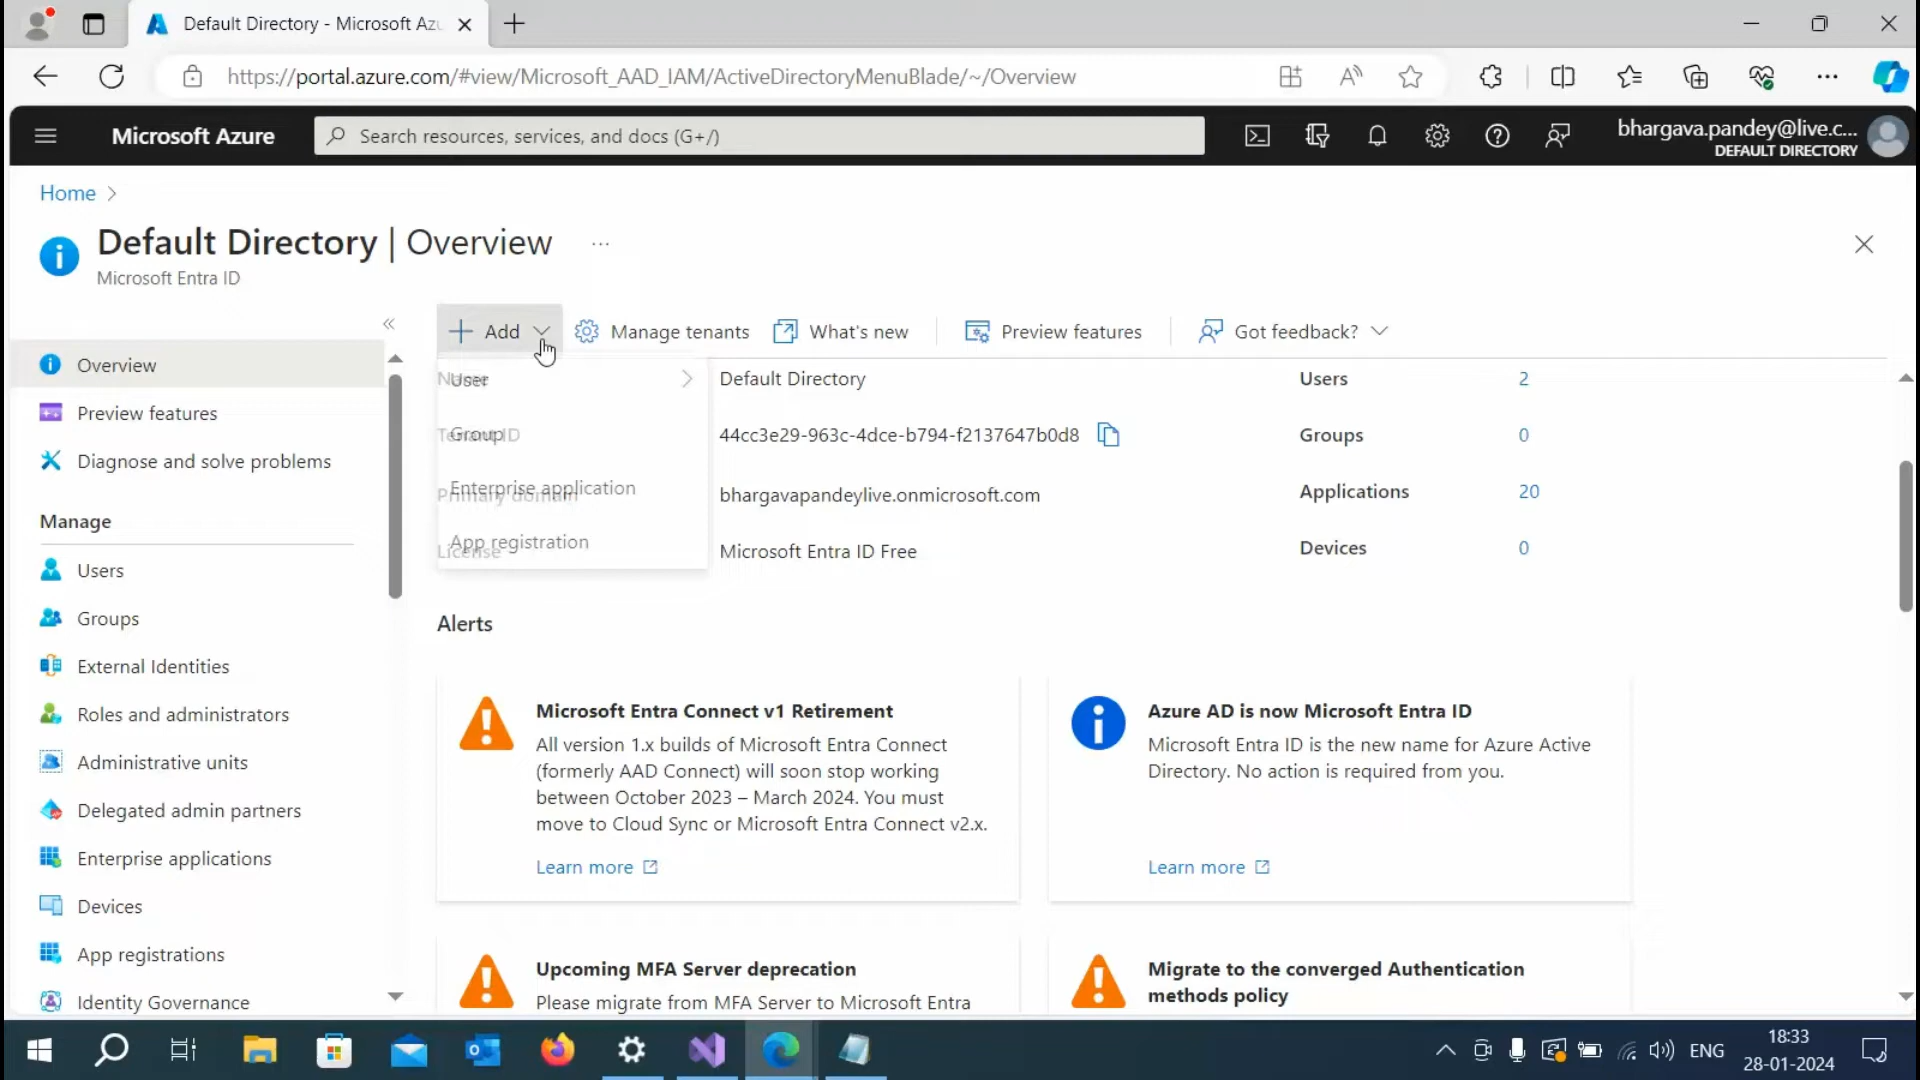 Default Directory - Microsoft Azu
https://portal.azure.com/#view/Microsoft_AAD_IAM/ActiveDirectoryMenuBlade/~/Overview
Microsoft Azure
Search resources, services, and docs (G+/)
bhargava.pandey@live.c...
DEFAULT DIRECTORY
Home
Default Directory | Overview
Microsoft Entra ID
Add
Manage tenants
What's new
Preview features
Got feedback?
Overview
Preview features
Diagnose and solve problems
Manage
Users
Groups
External Identities
Roles and administrators
Administrative units
Delegated admin partners
Enterprise applications
Devices
App registrations
Identity Governance
User
Group
Enterprise application
App registration
Name
Default Directory
Tenant ID
44cc3e29-963c-4dce-b794-f2137647b0d8
Primary domain
bhargavapandeylive.onmicrosoft.com
License
Microsoft Entra ID Free
Users 2
Groups 0
Applications 20
Devices 0
Alerts
Microsoft Entra Connect v1 Retirement
All version 1.x builds of Microsoft Entra Connect
(formerly AAD Connect) will soon stop working
between October 2023 – March 2024. You must
move to Cloud Sync or Microsoft Entra Connect v2.x.
Learn more
Azure AD is now Microsoft Entra ID
Microsoft Entra ID is the new name for Azure Active
Directory. No action is required from you.
Learn more
Upcoming MFA Server deprecation
Please migrate from MFA Server to Microsoft Entra
Migrate to the converged Authentication
methods policy
ENG
18:33
28-01-2024